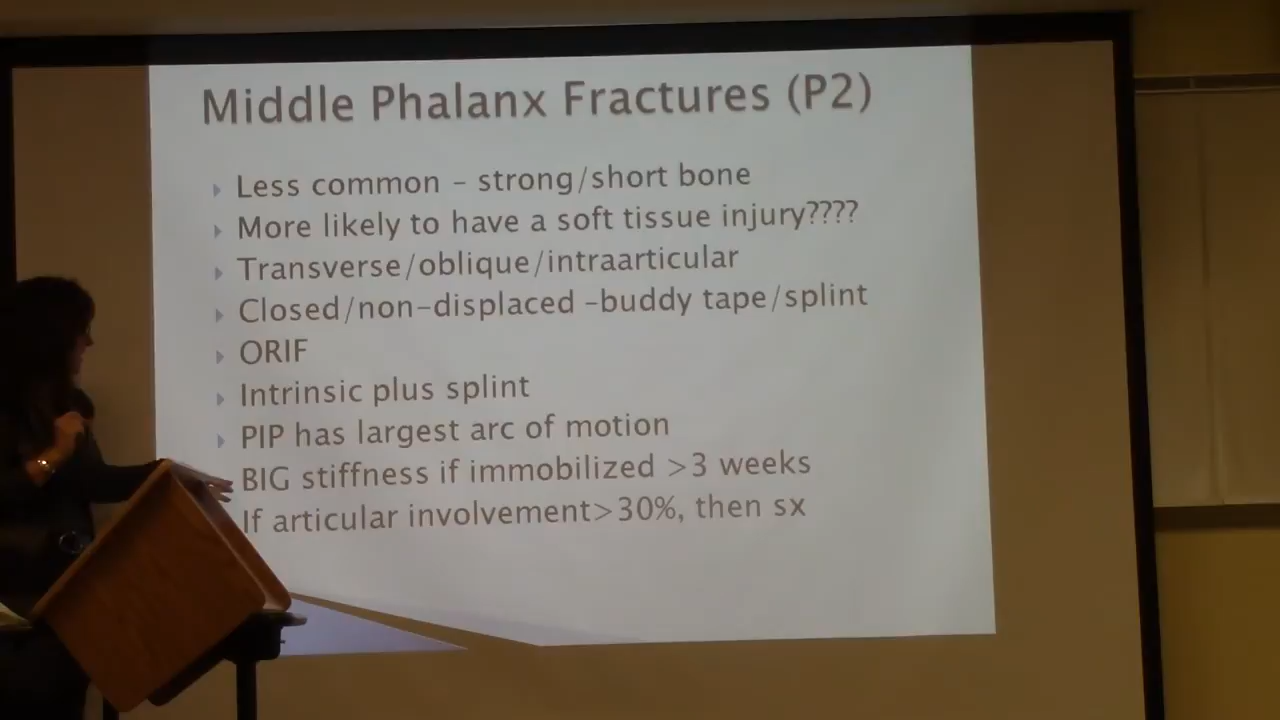 Middle Phalanx Fractures (P2)
Less common – strong/short bone
More likely to have a soft tissue injury????
Transverse/oblique/intraarticular
Closed/non-displaced –buddy tape/splint
ORIF
Intrinsic plus splint
PIP has largest arc of motion
BIG stiffness if immobilized >3 weeks
If articular involvement>30%, then sx